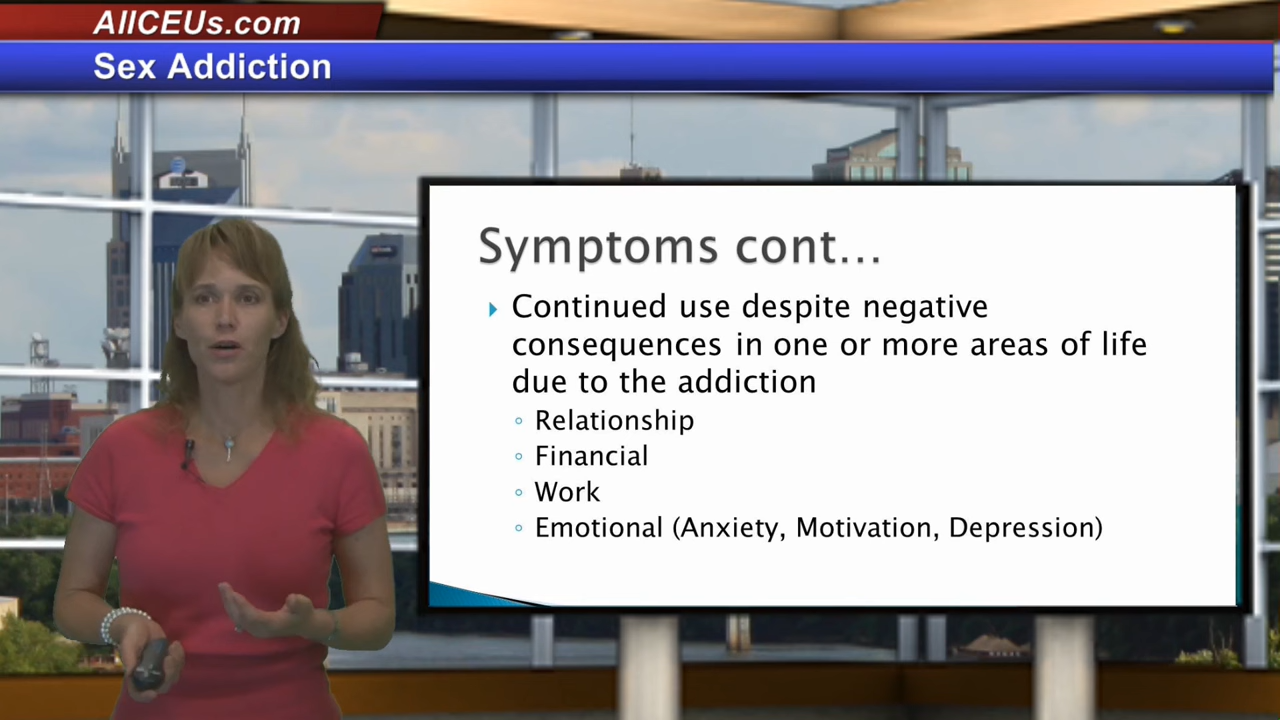 AllCEUs.com
Sex Addiction
Symptoms cont...
Continued use despite negative
consequences in one or more areas of life
due to the addiction
Relationship
Financial
Work
Emotional (Anxiety, Motivation, Depression)